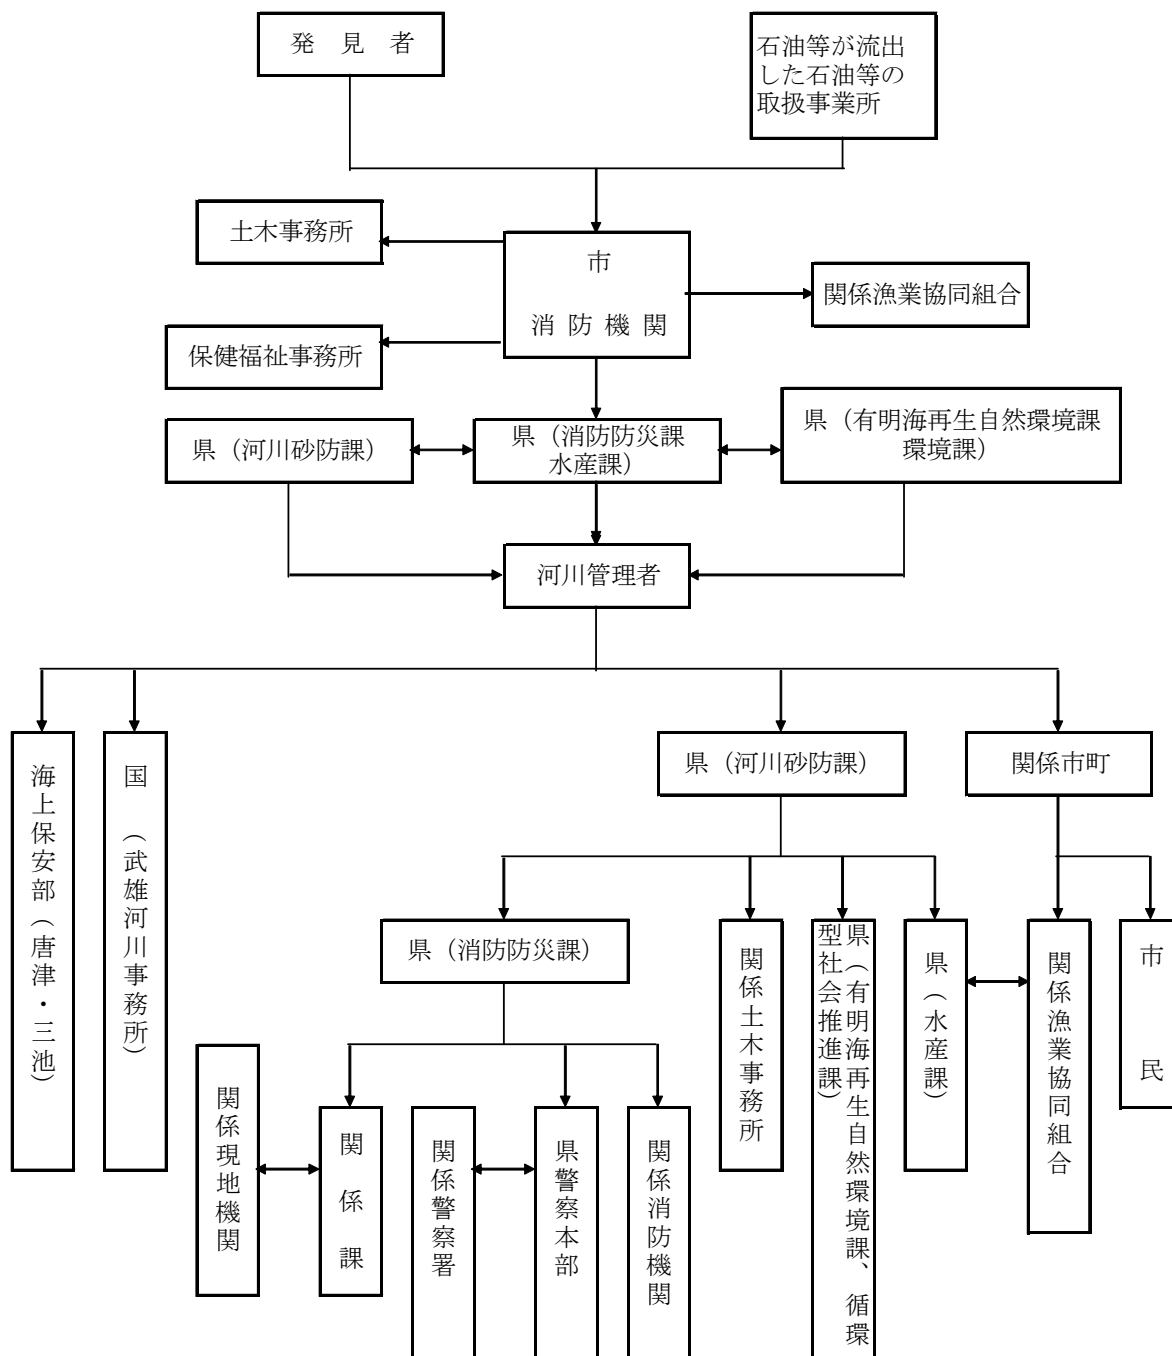 発見者
石油等が流出
した石油等の
取扱事業所
土木事務所
市
消防機関
関係漁業協同組合
保健福祉事務所
県（河川砂防課）
県（消防防災課
水産課）
県（有明海再生自然環境課
環境課）
河川管理者
海上保安部（唐津・三池）
国（武雄河川事務所）
県（河川砂防課）
関係市町
県（消防防災課）
関係土木事務所
県（有明海再生自然環境課、循環
型社会推進課）
県（水産課）
関係漁業協同組合
市民
関係現地機関
関係課
関係警察署
県警察本部
関係消防機関